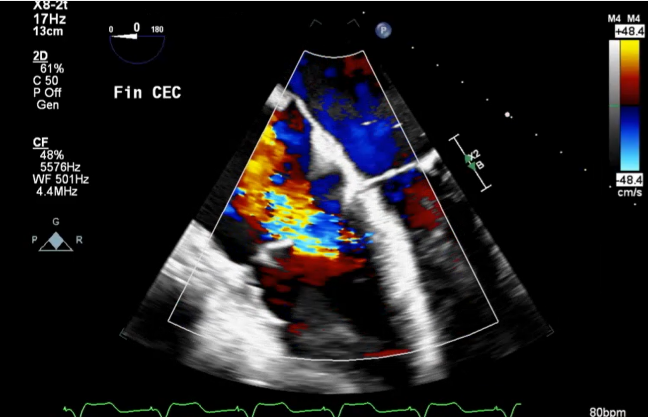 X8-2t
17Hz
13cm
2D
61%
C 50
P Off
Gen
CF
48%
5576Hz
WF 501Hz
4.4MHz
G
P R
0 0 180
Fin CEC
P
X2
B
M4 M4
+48.4
-48.4
cm/s
80bpm